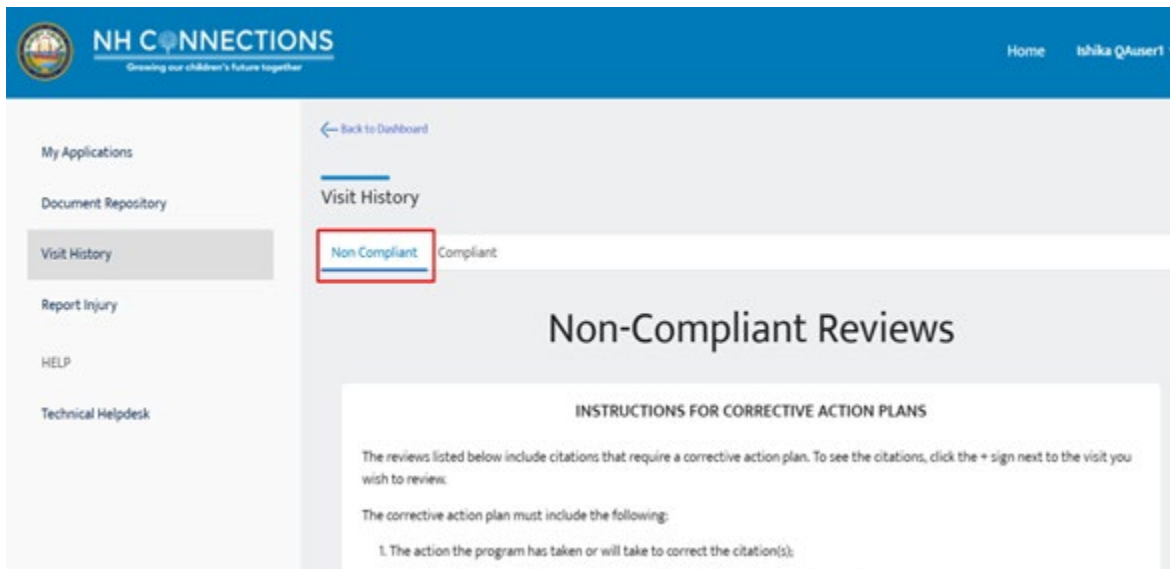 NH CONNECTIONS
Growing our children's future together
Home
Ishika QAuser1
My Applications
Document Repository
Visit History
Report Injury
HELP
Technical Helpdesk
Back to Dashboard
Visit History
Non Compliant
Compliant
Non-Compliant Reviews
INSTRUCTIONS FOR CORRECTIVE ACTION PLANS
The reviews listed below include citations that require a corrective action plan. To see the citations, click the + sign next to the visit you
wish to review.
The corrective action plan must include the following:
1. The action the program has taken or will take to correct the citation(s);